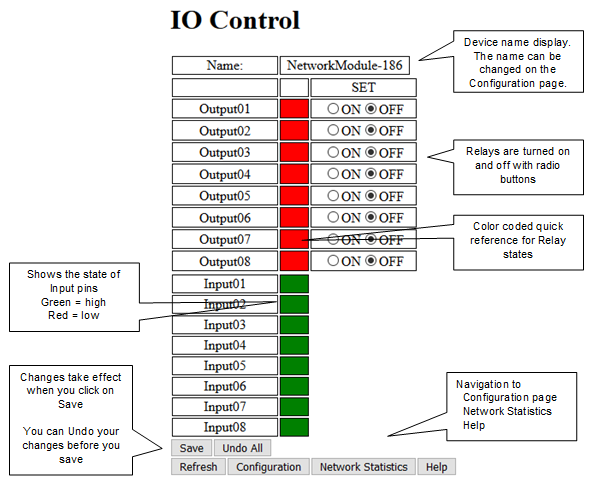 IO Control
Name: NetworkModule-186
SET
Output01 ON OFF
Output02 ON OFF
Output03 ON OFF
Output04 ON OFF
Output05 ON OFF
Output06 ON OFF
Output07 ON OFF
Output08 ON OFF
Input01
Input02
Input03
Input04
Input05
Input06
Input07
Input08
Save Undo All
Refresh Configuration Network Statistics Help
Device name display.
The name can be
changed on the
Configuration page.
Relays are turned on
and off with radio
buttons
Color coded quick
reference for Relay
states
Shows the state of
Input pins
Green = high
Red = low
Changes take effect
when you click on
Save
You can Undo your
changes before you
save
Navigation to
Configuration page
Network Statistics
Help